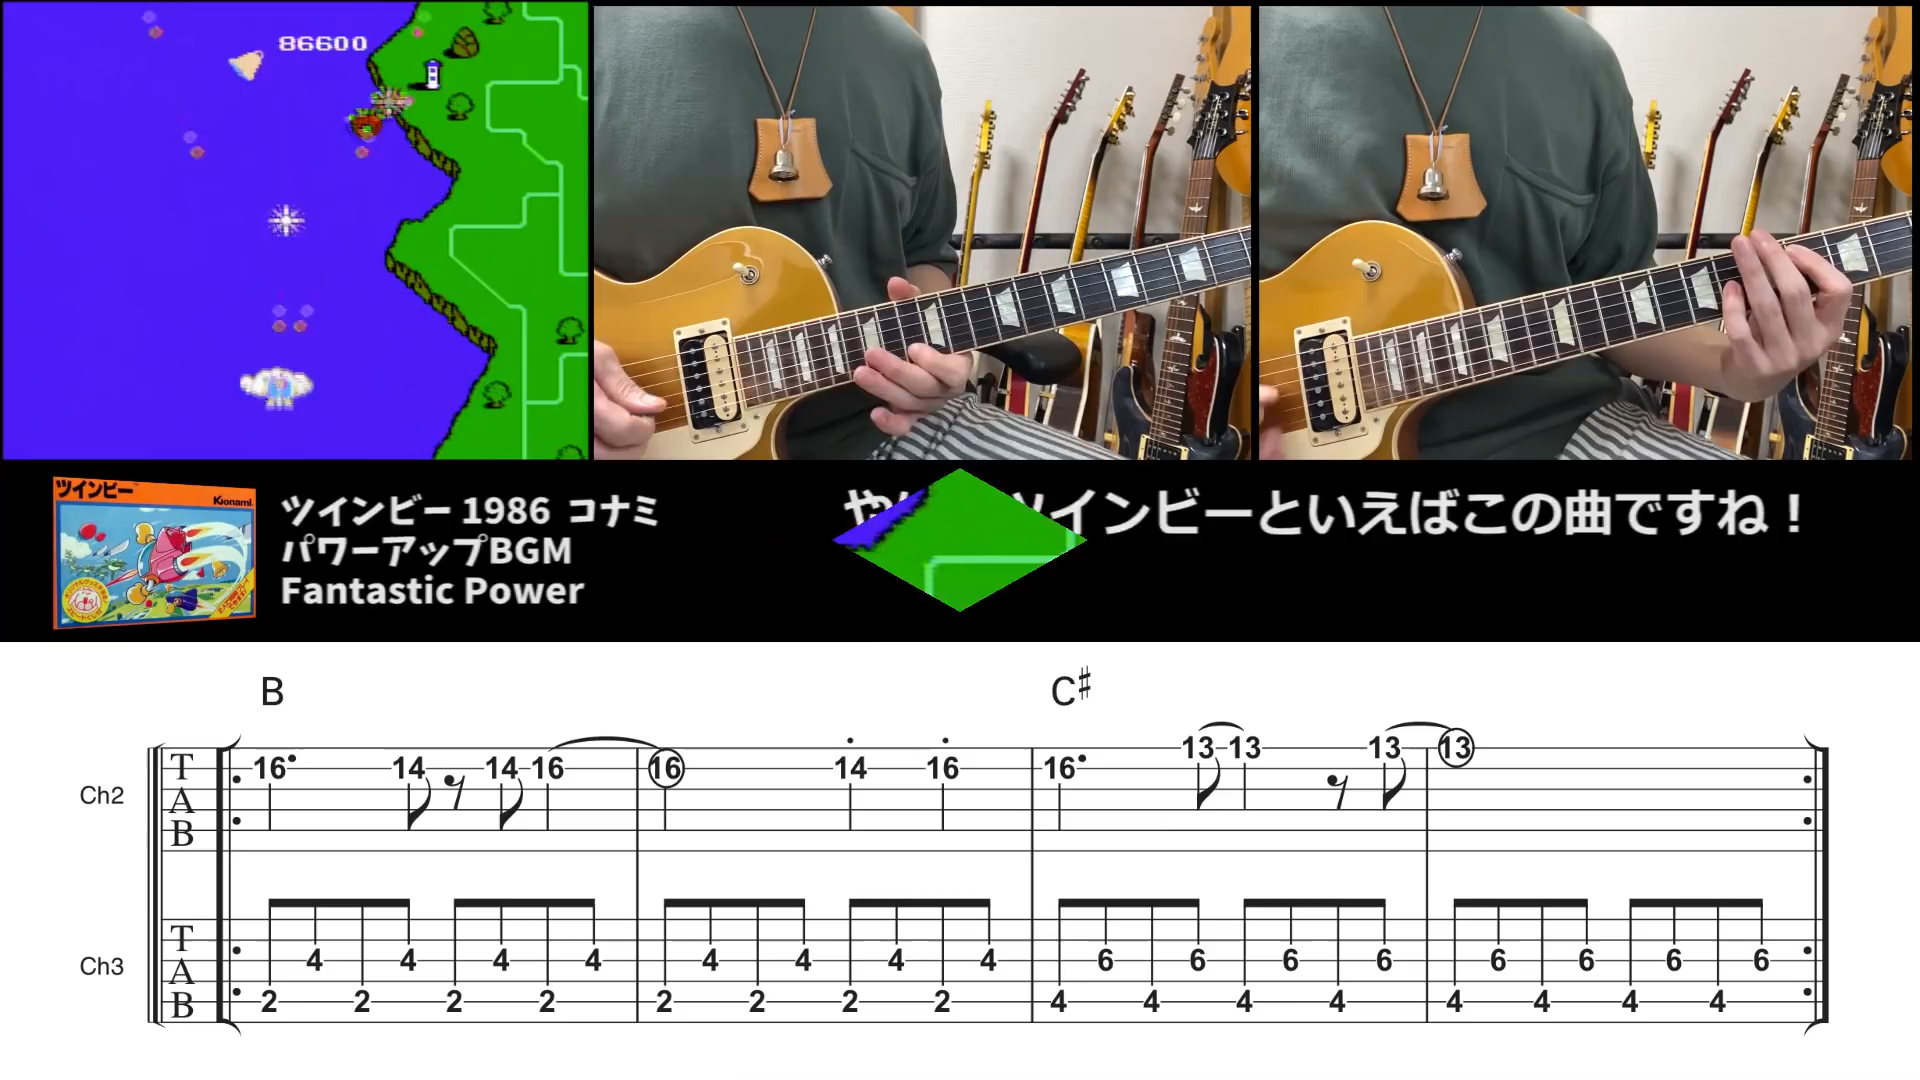 86600
ツインビー
Konami
ツインビー 1986 コナミ
パワーアップBGM
Fantastic Power
ツインビーといえばこの曲ですね！
B C♯
Ch2
T A B
16 14 14 16 16 14 16 16 13 13 13 13
Ch3
T A B
4 4 4 4 4 4 4 4 6 6 6 6 6 6 6 6
2 2 2 2 2 2 2 2 4 4 4 4 4 4 4 4